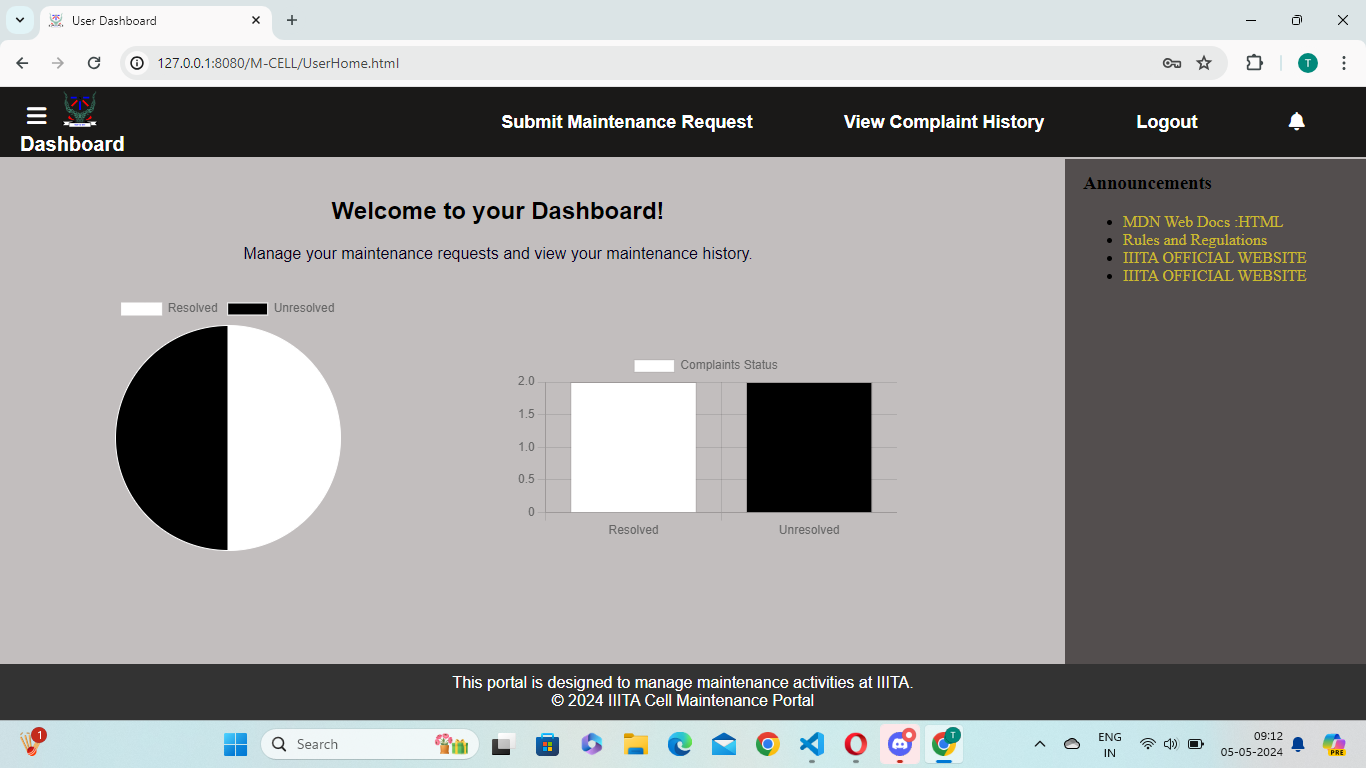 User Dashboard
127.0.0.1:8080/M-CELL/UserHome.html
T
Dashboard
Submit Maintenance Request
View Complaint History
Logout
Welcome to your Dashboard!
Manage your maintenance requests and view your maintenance history.
Resolved
Unresolved
Complaints Status
2.0
1.5
1.0
0.5
0
Resolved
Unresolved
Announcements
MDN Web Docs :HTML
Rules and Regulations
IIITA OFFICIAL WEBSITE
IIITA OFFICIAL WEBSITE
This portal is designed to manage maintenance activities at IIITA.
© 2024 IIITA Cell Maintenance Portal
1
Search
T
ENG
IN
09:12
05-05-2024
PRE